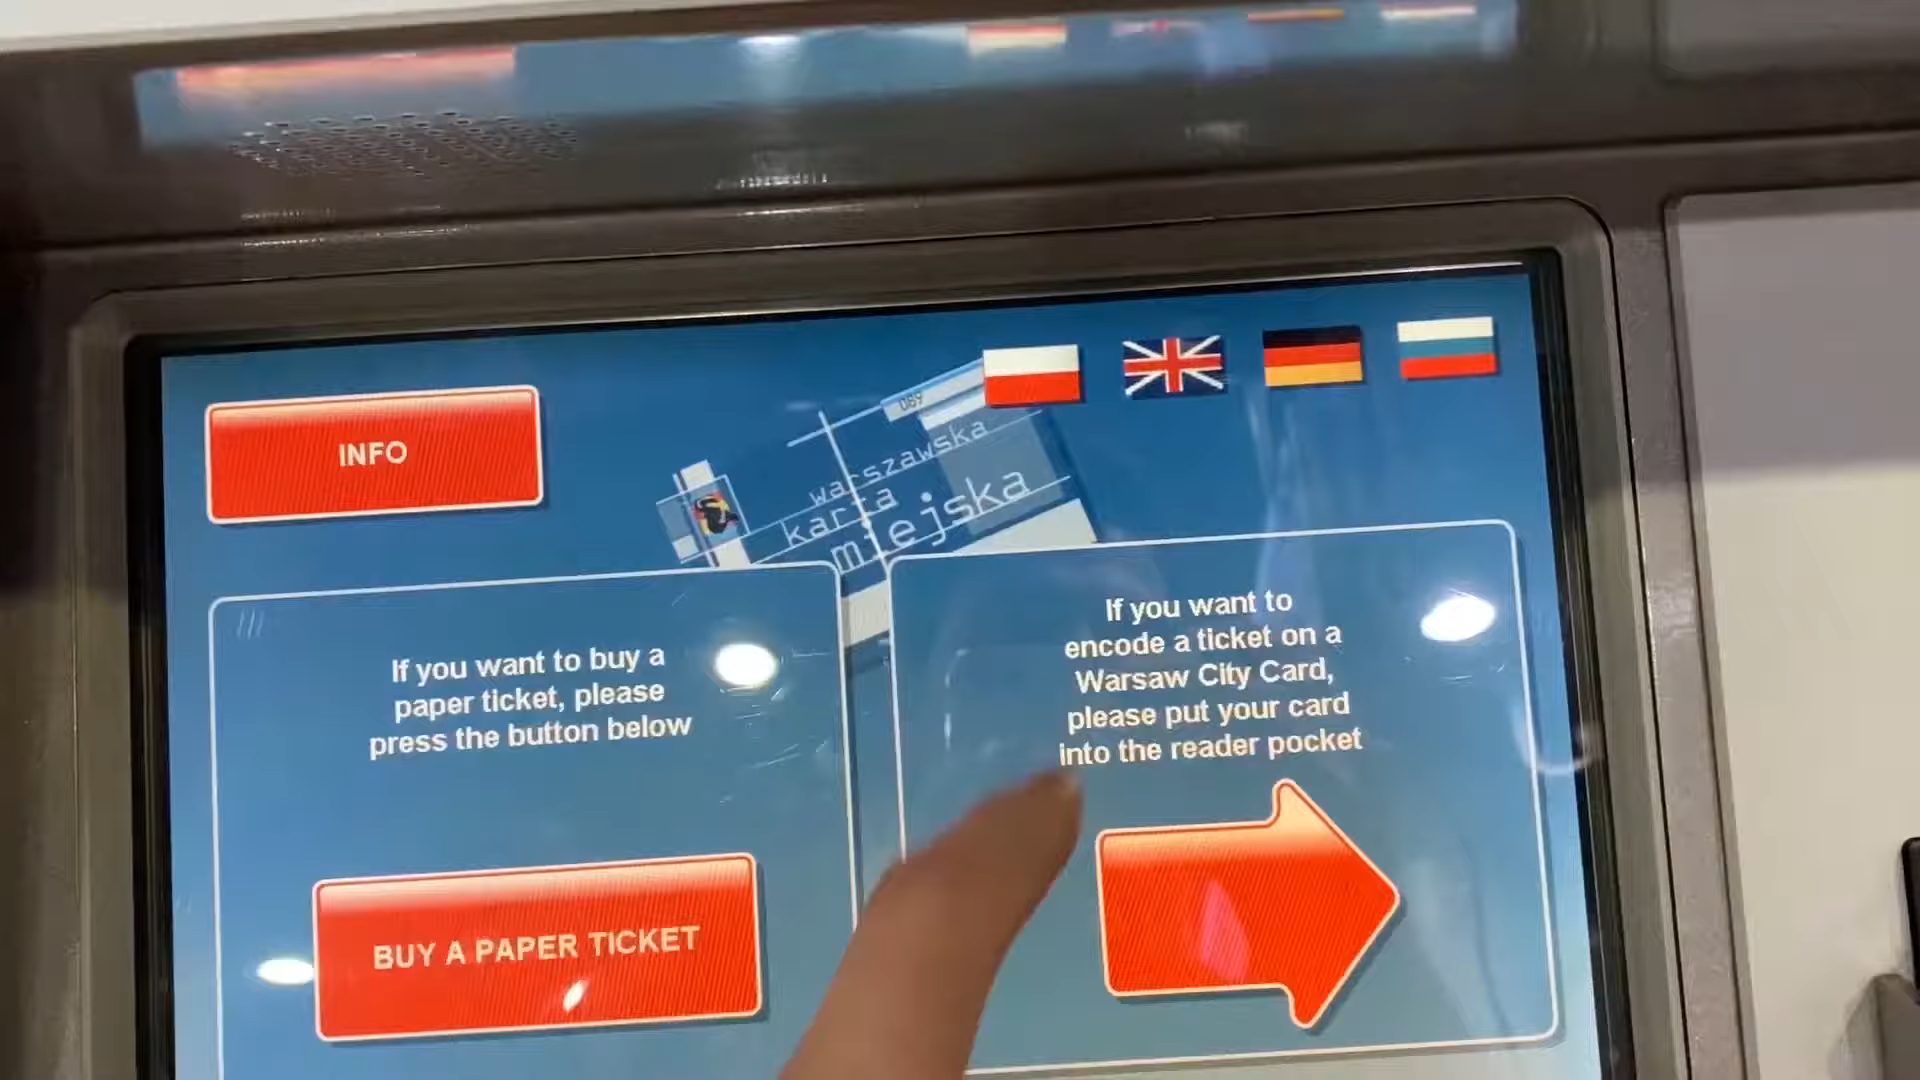 INFO
089
warszawska
karta
miejska
If you want to buy a
paper ticket, please
press the button below
BUY A PAPER TICKET
If you want to
encode a ticket on a
Warsaw City Card,
please put your card
into the reader pocket